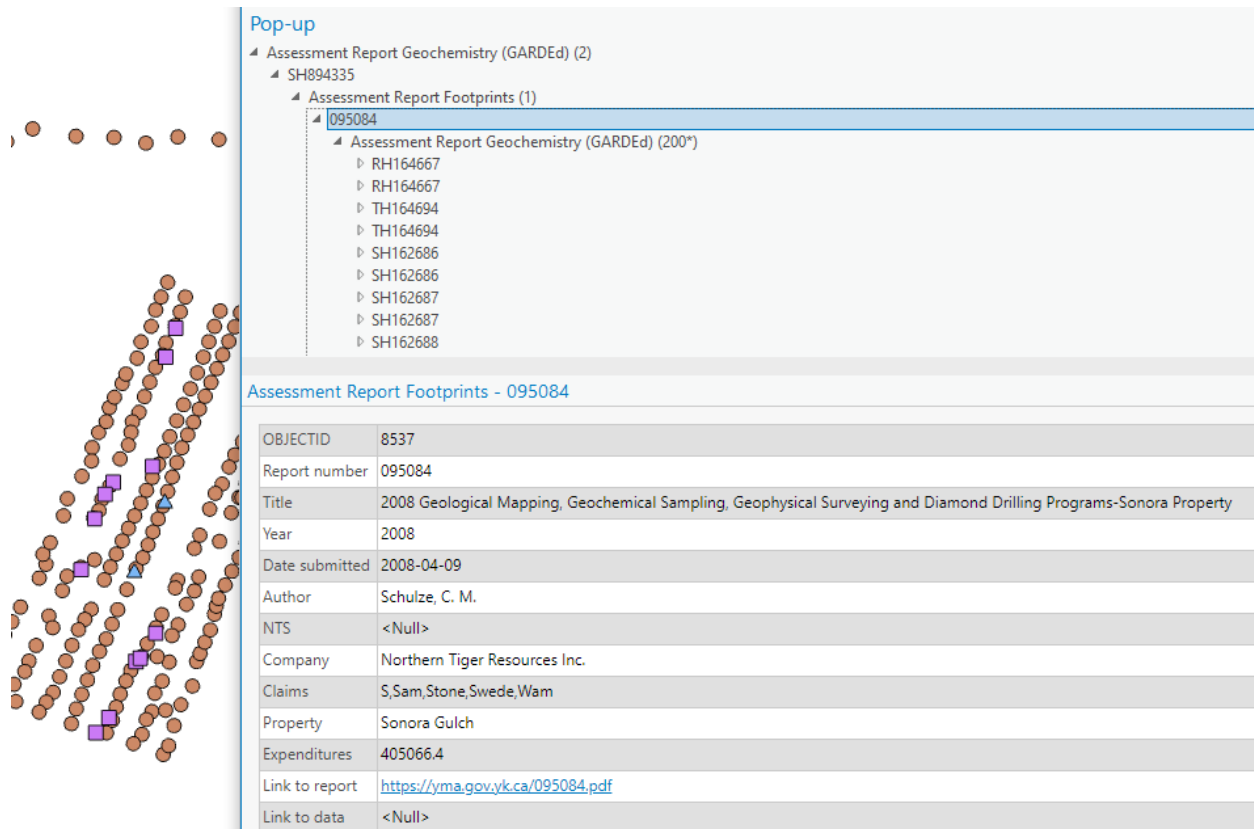 Pop-up
Assessment Report Geochemistry (GARDEd) (2)
SH894335
Assessment Report Footprints (1)
095084
Assessment Report Geochemistry (GARDEd) (200*)
RH164667
RH164667
TH164694
TH164694
SH162686
SH162686
SH162687
SH162687
SH162688
Assessment Report Footprints - 095084
OBJECTID 8537
Report number 095084
Title 2008 Geological Mapping, Geochemical Sampling, Geophysical Surveying and Diamond Drilling Programs-Sonora Property
Year 2008
Date submitted 2008-04-09
Author Schulze, C. M.
NTS <Null>
Company Northern Tiger Resources Inc.
Claims S,Sam,Stone,Swede,Wam
Property Sonora Gulch
Expenditures 405066.4
Link to report https://yma.gov.yk.ca/095084.pdf
Link to data <Null>